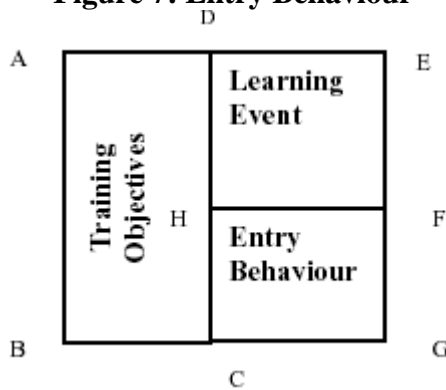 Figure 7: Entry Behaviour
D
A
E
Learning
Event
Training
Objectives
H
F
Entry
Behaviour
B
G
C